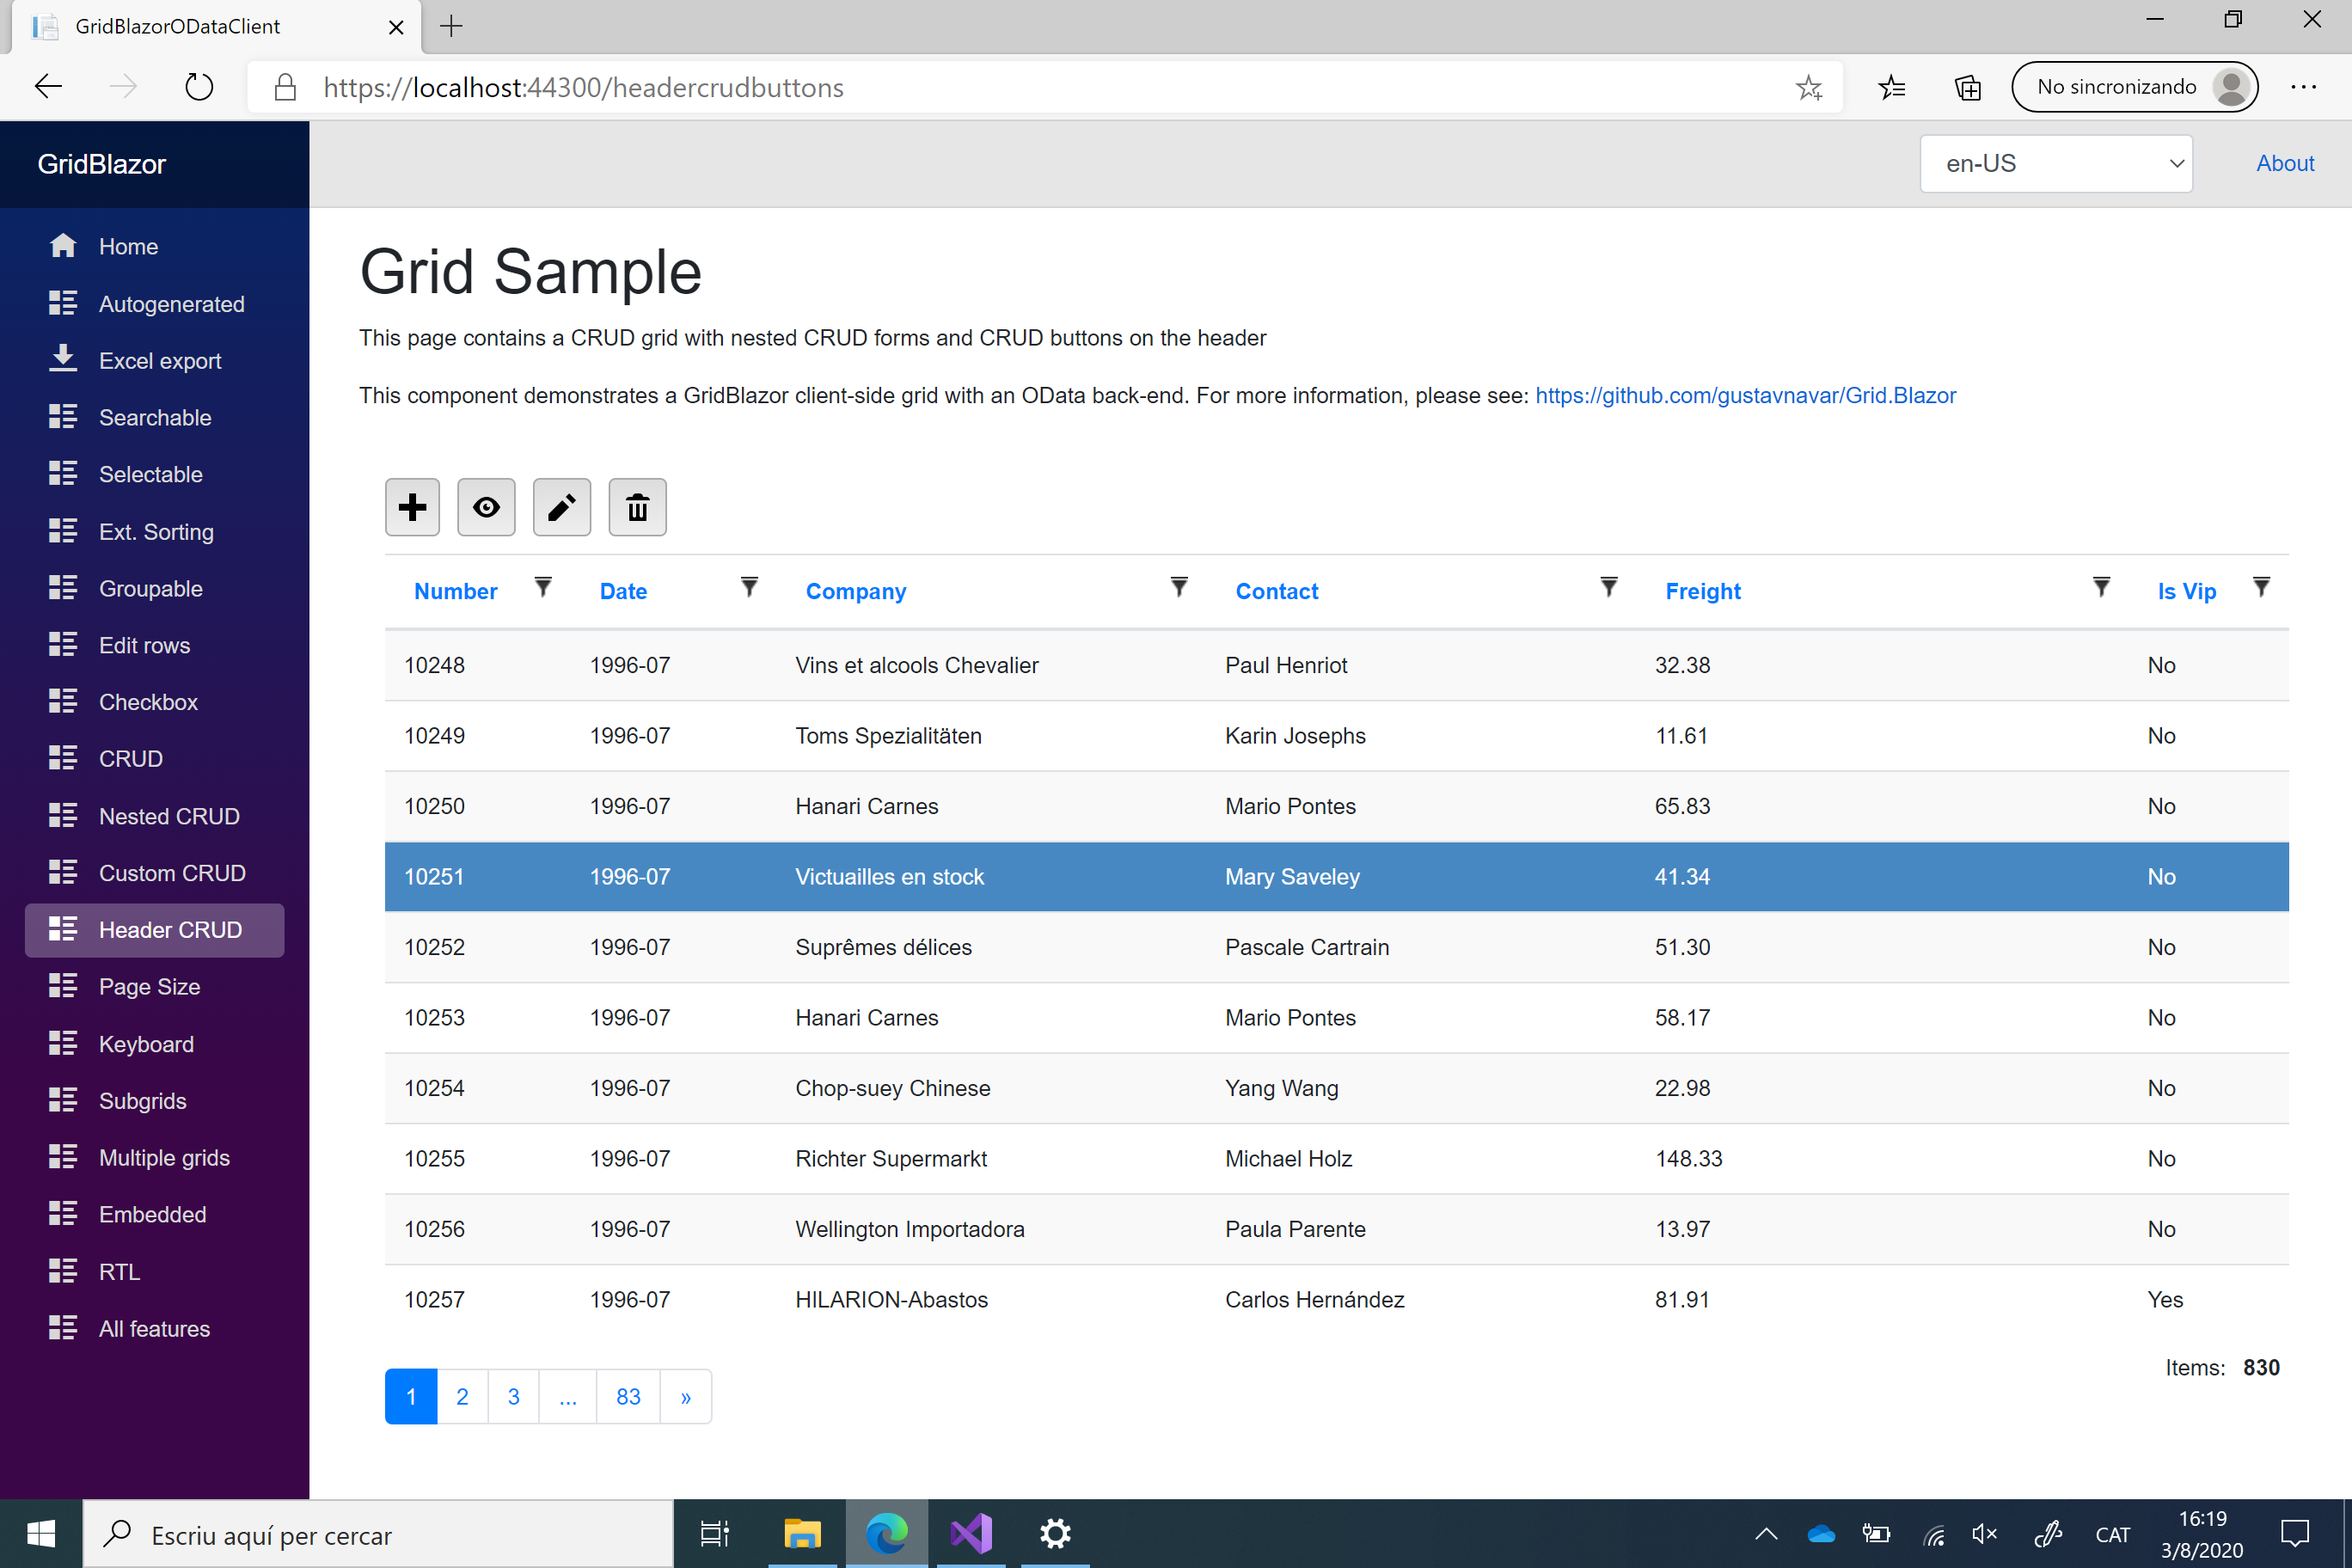 GridBlazorODataClient
https://localhost:44300/headercrudbuttons
No sincronizando
GridBlazor
en-US
About
Home
Autogenerated
Excel export
Searchable
Selectable
Ext. Sorting
Groupable
Edit rows
Checkbox
CRUD
Nested CRUD
Custom CRUD
Header CRUD
Page Size
Keyboard
Subgrids
Multiple grids
Embedded
RTL
All features
Grid Sample
This page contains a CRUD grid with nested CRUD forms and CRUD buttons on the header
This component demonstrates a GridBlazor client-side grid with an OData back-end. For more information, please see: https://github.com/gustavnavar/Grid.Blazor
Number Date Company Contact Freight Is Vip
10248 1996-07 Vins et alcools Chevalier Paul Henriot 32.38 No
10249 1996-07 Toms Spezialitäten Karin Josephs 11.61 No
10250 1996-07 Hanari Carnes Mario Pontes 65.83 No
10251 1996-07 Victuailles en stock Mary Saveley 41.34 No
10252 1996-07 Suprêmes délices Pascale Cartrain 51.30 No
10253 1996-07 Hanari Carnes Mario Pontes 58.17 No
10254 1996-07 Chop-suey Chinese Yang Wang 22.98 No
10255 1996-07 Richter Supermarkt Michael Holz 148.33 No
10256 1996-07 Wellington Importadora Paula Parente 13.97 No
10257 1996-07 HILARION-Abastos Carlos Hernández 81.91 Yes
Items: 830
1 2 3 ... 83 »
Escriu aquí per cercar
CAT
16:19
3/8/2020